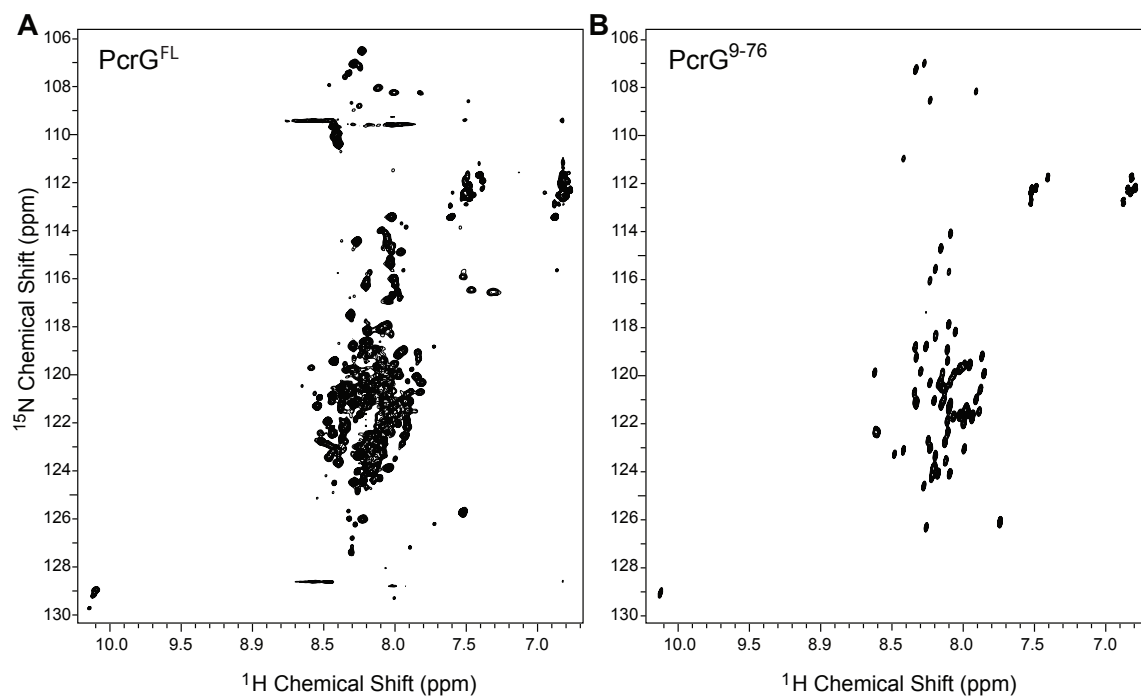 A
B
PcrG^FL
PcrG^9-76
106
108
110
112
114
116
118
120
122
124
126
128
130
15N Chemical Shift (ppm)
10.0 9.5 9.0 8.5 8.0 7.5 7.0
1H Chemical Shift (ppm)
106
108
110
112
114
116
118
120
122
124
126
128
130
10.0 9.5 9.0 8.5 8.0 7.5 7.0
1H Chemical Shift (ppm)